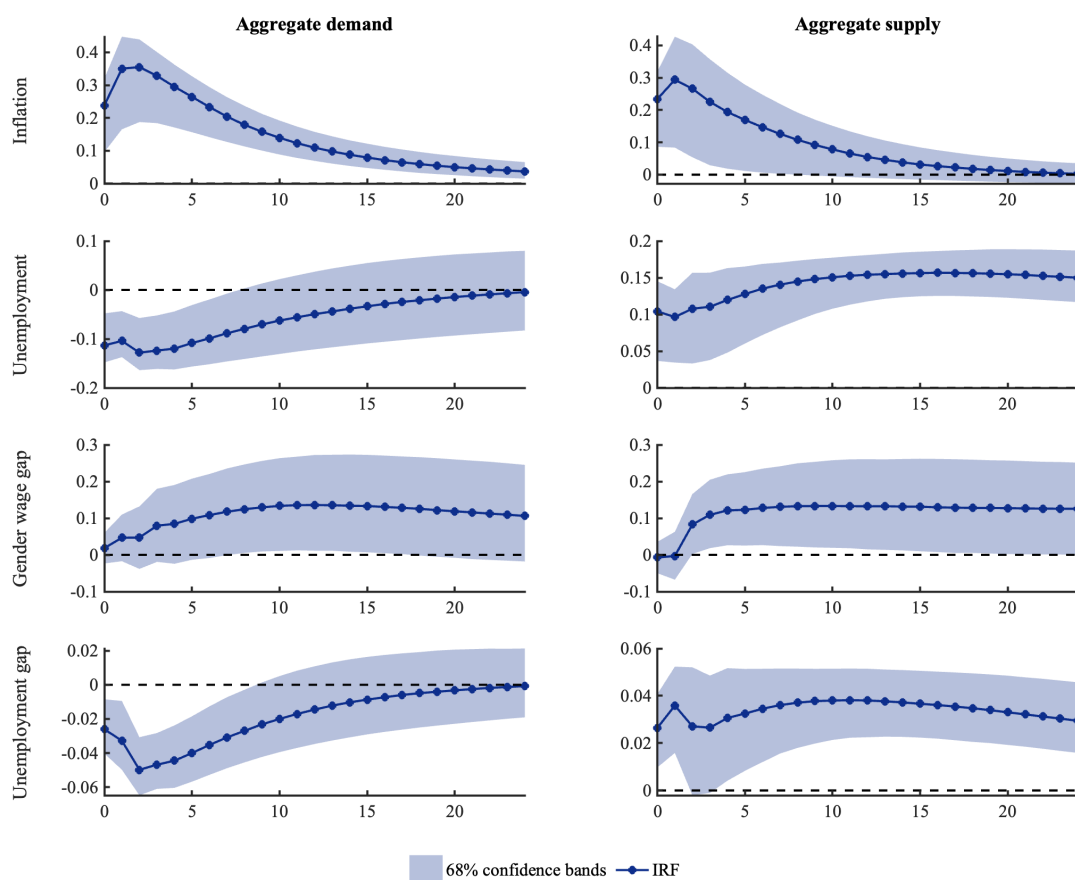 Aggregate demand
Aggregate supply
Inflation
0.4
0.3
0.2
0.1
0
0 5 10 15 20
0.4
0.3
0.2
0.1
0
0 5 10 15 20
Unemployment
0.1
0
-0.1
-0.2
0 5 10 15 20
0.2
0.15
0.1
0.05
0
0 5 10 15 20
Gender wage gap
0.3
0.2
0.1
0
-0.1
0 5 10 15 20
0.3
0.2
0.1
0
-0.1
0 5 10 15 20
Unemployment gap
0.02
0
-0.02
-0.04
-0.06
0 5 10 15 20
0.06
0.04
0.02
0
0 5 10 15 20
68% confidence bands IRF